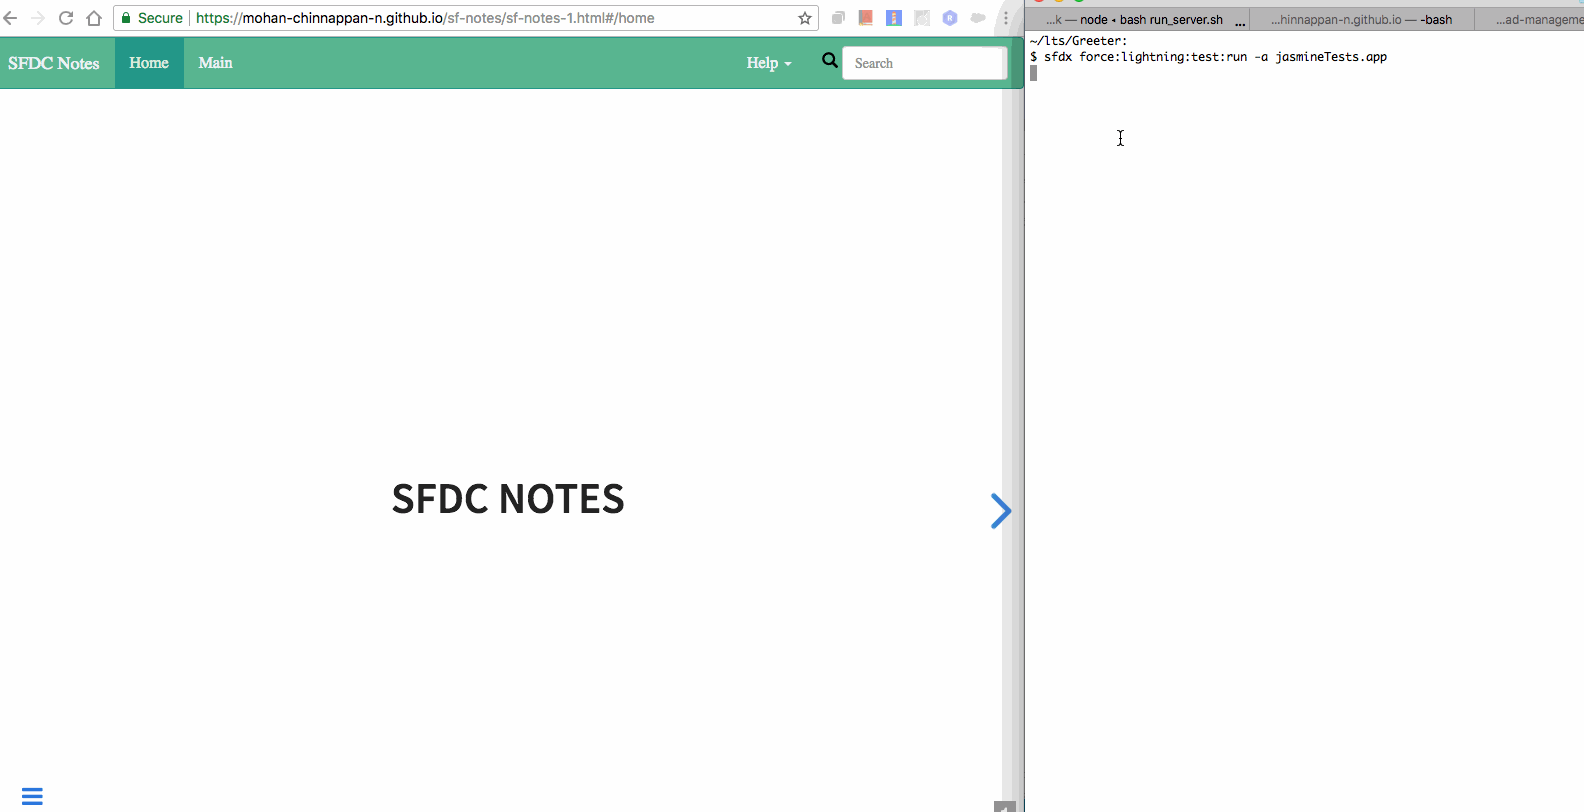 Secure https://mohan-chinnappan-n.github.io/sf-notes/sf-notes-1.html#/home
SFDC Notes Home Main Help Search
SFDC NOTES
...k — node ◂ bash run_server.sh ... ...hinnappan-n.github.io — -bash ...ad-manageme
~/lts/Greeter:
$ sfdx force:lightning:test:run -a jasmineTests.app